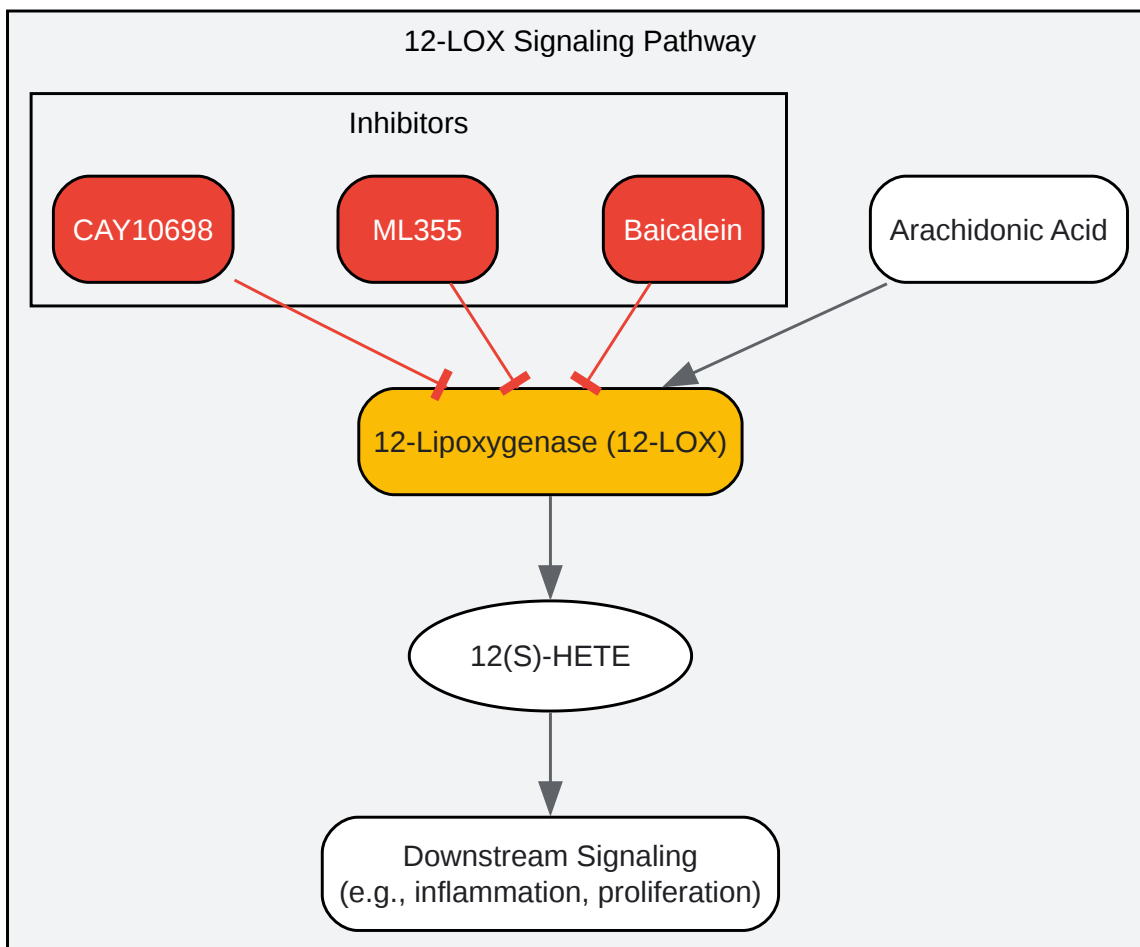 12-LOX Signaling Pathway
Inhibitors
CAY10698
ML355
Baicalein
Arachidonic Acid
12-Lipoxygenase (12-LOX)
12(S)-HETE
Downstream Signaling
(e.g., inflammation, proliferation)